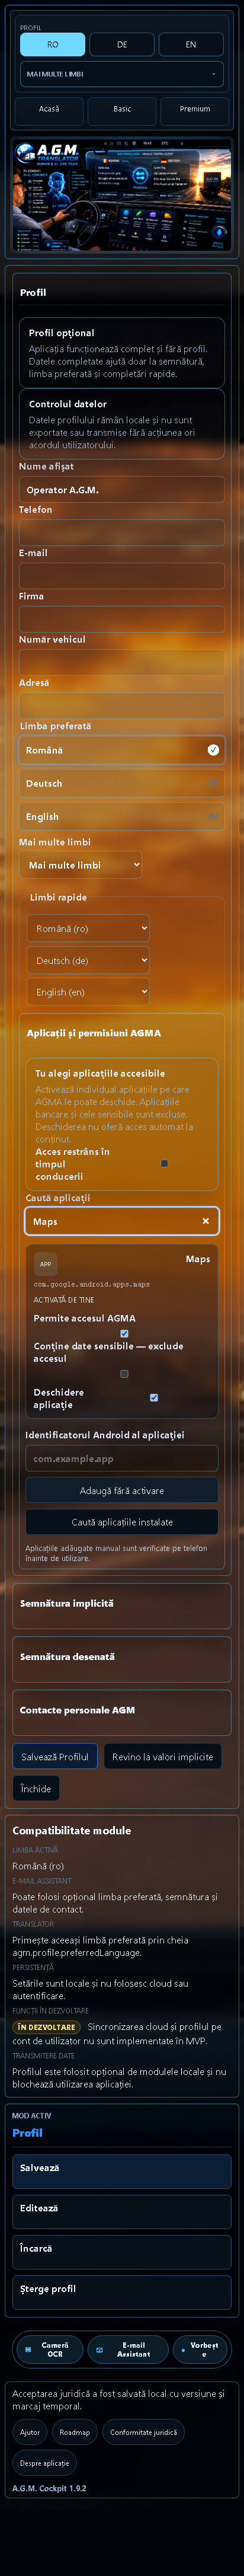 PROFIL
RO
DE
EN
MAI MULTE LIMBI
Acasă
Basic
Premium
A.G.M.
TRANSLATOR
Profil
Profil opțional
Aplicația funcționează complet și fără profil.
Datele completate ajută doar la semnătură,
limba preferată și completări rapide.
Controlul datelor
Datele profilului rămân locale și nu sunt
exportate sau transmise fără acțiunea ori
acordul utilizatorului.
Nume afișat
Operator A.G.M.
Telefon
E-mail
Firma
Număr vehicul
Adresă
Limba preferată
Română
Deutsch
English
Mai multe limbi
Mai multe limbi
Limbi rapide
Română (ro)
Deutsch (de)
English (en)
Aplicații și permisiuni AGMA
Tu alegi aplicațiile accesibile
Activează individual aplicațiile pe care
AGMA le poate deschide. Aplicațiile
bancare și cele sensibile sunt excluse.
Deschiderea nu oferă acces automat la
conținut.
Acces restrâns în
timpul
conducerii
Caută aplicații
Maps
APP
Maps
com.google.android.apps.maps
ACTIVATĂ DE TINE
Permite accesul AGMA
Conține date sensibile — exclude
accesul
Deschidere
aplicație
Identificatorul Android al aplicației
com.example.app
Adaugă fără activare
Caută aplicațiile instalate
Aplicațiile adăugate manual sunt verificate pe telefon
înainte de utilizare.
Semnătura implicită
Semnătura desenată
Contacte personale AGM
Salvează Profilul
Revino la valori implicite
Închide
Compatibilitate module
LIMBA ACTIVĂ
Română (ro)
E-MAIL ASSISTANT
Poate folosi opțional limba preferată, semnătura și
datele de contact.
TRANSLATOR
Primește aceeași limbă preferată prin cheia
agm.profile.preferredLanguage.
PERSISTENȚĂ
Setările sunt locale și nu folosesc cloud sau
autentificare.
FUNCȚII ÎN DEZVOLTARE
ÎN DEZVOLTARE Sincronizarea cloud și profilul pe
cont de utilizator nu sunt implementate în MVP.
TRANSMITERE DATE
Profilul este folosit opțional de modulele locale și nu
blochează utilizarea aplicației.
MOD ACTIV
Profil
Salvează
Editează
Încarcă
Șterge profil
Cameră
OCR
E-mail
Assistant
Vorbeșt
e
Acceptarea juridică a fost salvată local cu versiune și
marcaj temporal.
Ajutor
Roadmap
Conformitate juridică
Despre aplicație
A.G.M. Cockpit 1.9.2